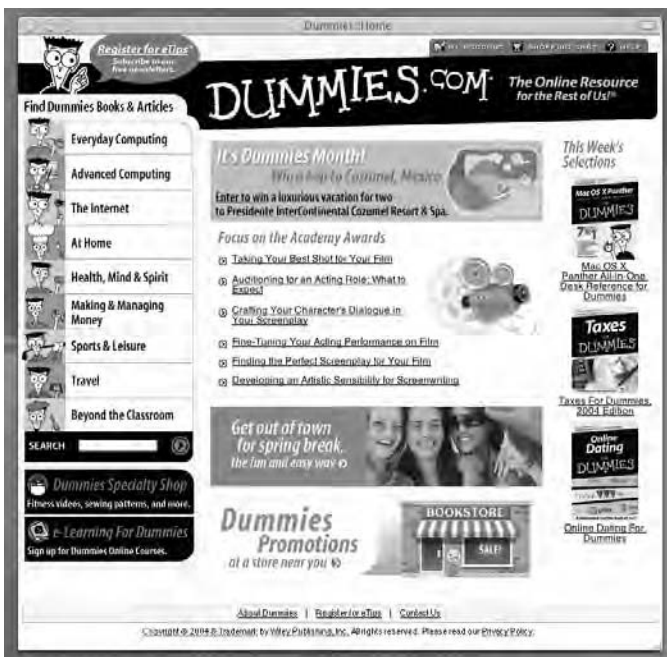 Dummies::Home
Register for eTips
Subscribe to our
free newsletters.
MY ACCOUNT
SHOPPING CART
? HELP
DUMMIES.COM
The Online Resource
for the Rest of Us!
Find Dummies Books & Articles
Everyday Computing
Advanced Computing
The Internet
At Home
Health, Mind & Spirit
Making & Managing
Money
Sports & Leisure
Travel
Beyond the Classroom
SEARCH
Dummies Specialty Shop
Fitness videos, sewing patterns, and more.
e-Learning For Dummies
Sign up for Dummies Online Courses.
It's Dummies Month!
Win a trip to Cozumel, Mexico
Enter to win a luxurious vacation for two
to Presidente InterContinental Cozumel Resort & Spa.
Focus on the Academy Awards
Taking Your Best Shot for Your Film
Auditioning for an Acting Role: What to
Expect
Crafting Your Character's Dialogue in
Your Screenplay
Fine-Tuning Your Acting Performance on Film
Finding the Perfect Screenplay for Your Film
Developing an Artistic Sensibility for Screenwriting
Get out of town
for spring break,
the fun and easy way
Dummies
Promotions
at a store near you
BOOKSTORE
SALE!
This Week's
Selections
Mac OS X Panther
DUMMIES
Mac OS X
Panther All-in-One
Desk Reference for
Dummies
Taxes
DUMMIES
Taxes For Dummies,
2004 Edition
Online
Dating
DUMMIES
Online Dating For
Dummies
About Dummies | Register for eTips | Contact Us
Copyright © 2004 & Trademark by Wiley Publishing, Inc. All rights reserved. Please read our Privacy Policy.